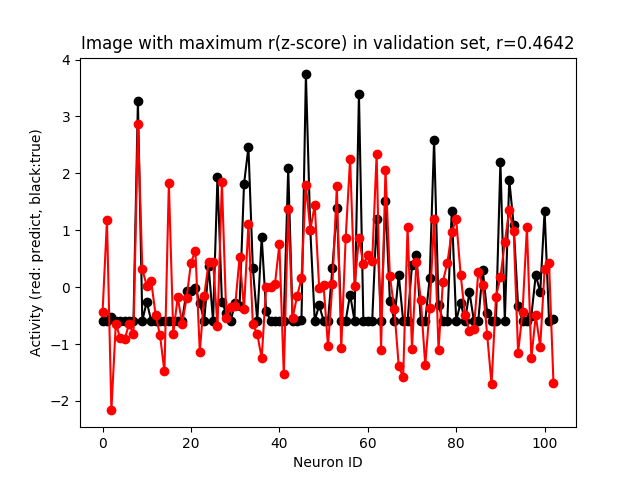 Image with maximum r(z-score) in validation set, r=0.4642
Activity (red: predict, black:true)
4
3
2
1
0
−1
−2
0 20 40 60 80 100
Neuron ID